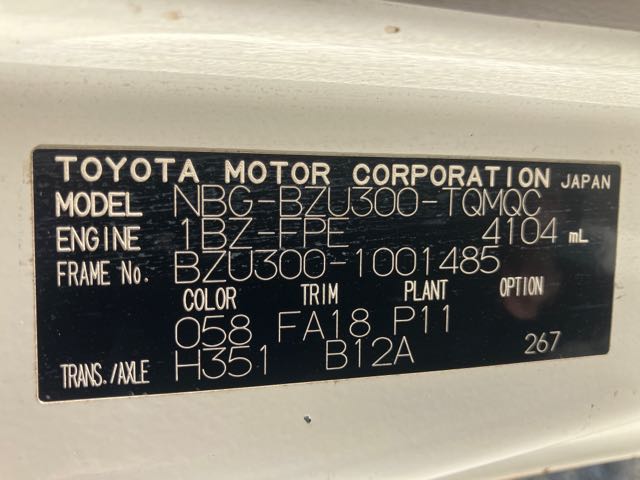 TOYOTA MOTOR CORPORATION JAPAN
MODEL NBG-BZU300-TQMQC
ENGINE 1BZ-FPE 4104 mL
FRAME No. BZU300-1001485
COLOR TRIM PLANT OPTION
058 FA18 P11
TRANS./AXLE H351 B12A 267